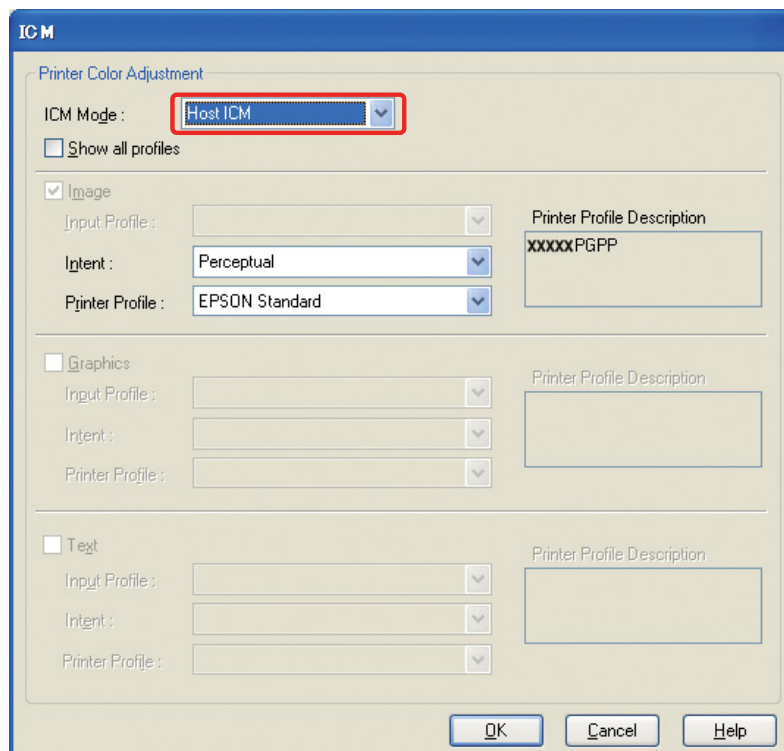 ICM
Printer Color Adjustment
ICM Mode : Host ICM
Show all profiles
Image
Input Profile : Printer Profile Description
Intent : Perceptual XXXXXPGPP
Printer Profile : EPSON Standard
Graphics
Input Profile : Printer Profile Description
Intent :
Printer Profile :
Text
Input Profile : Printer Profile Description
Intent :
Printer Profile :
OK Cancel Help